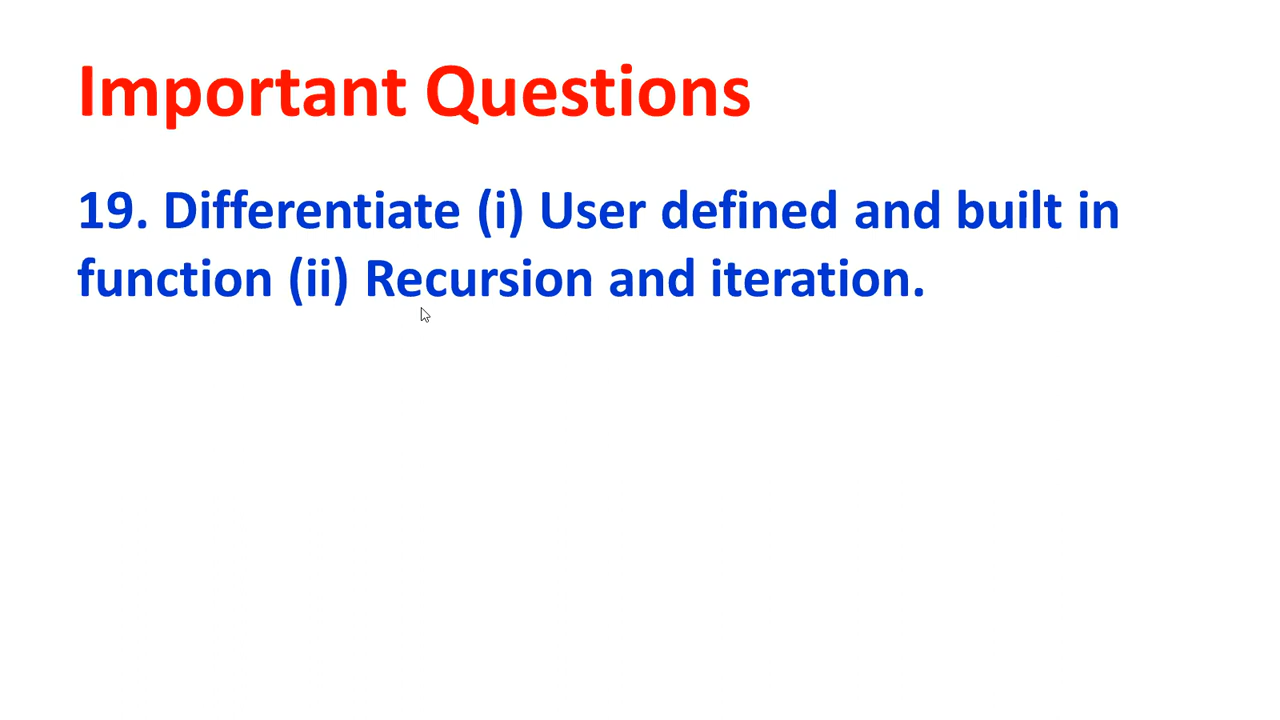 Important Questions
19. Differentiate (i) User defined and built in
function (ii) Recursion and iteration.